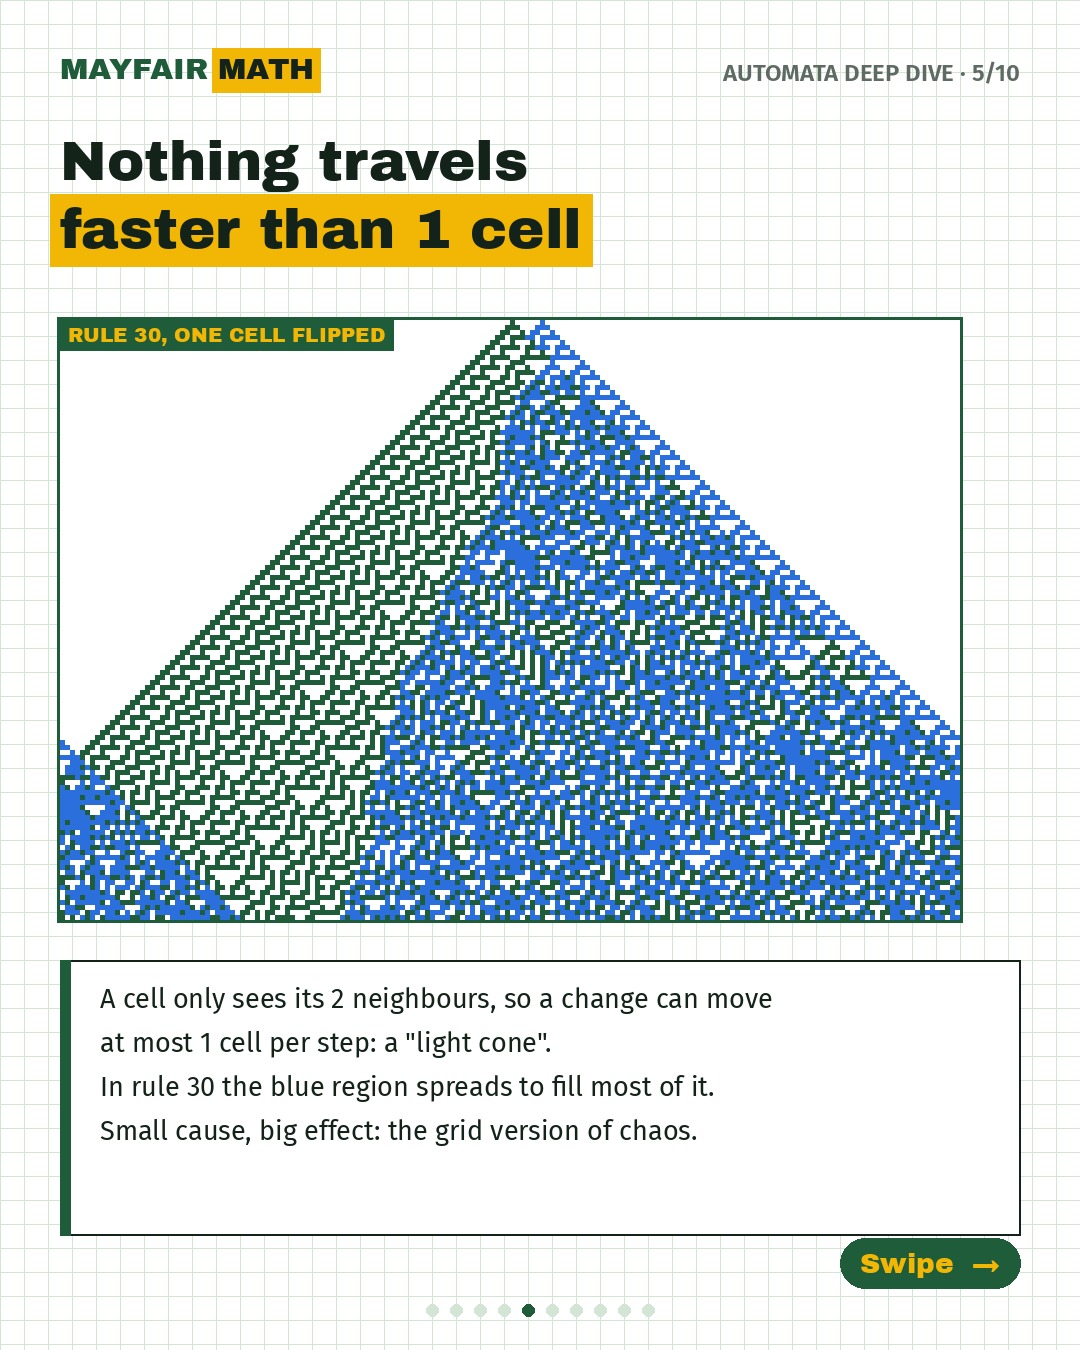 MAYFAIR MATH
AUTOMATA DEEP DIVE · 5/10
Nothing travels
faster than 1 cell
RULE 30, ONE CELL FLIPPED
A cell only sees its 2 neighbours, so a change can move
at most 1 cell per step: a "light cone".
In rule 30 the blue region spreads to fill most of it.
Small cause, big effect: the grid version of chaos.
Swipe →